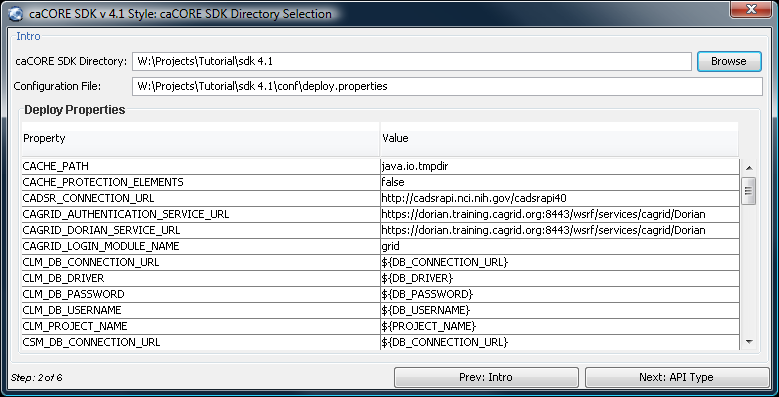 caCORE SDK v 4.1 Style: caCORE SDK Directory Selection
Intro
caCORE SDK Directory: W:\Projects\Tutorial\sdk 4.1 Browse
Configuration File: W:\Projects\Tutorial\sdk 4.1\conf\deploy.properties
Deploy Properties
Property Value
CACHE_PATH java.io.tmpdir
CACHE_PROTECTION_ELEMENTS false
CADSR_CONNECTION_URL http://cadsrapi.nci.nih.gov/cadsrapi40
CAGRID_AUTHENTICATION_SERVICE_URL https://dorian.training.cagrid.org:8443/wsrf/services/cagrid/Dorian
CAGRID_DORIAN_SERVICE_URL https://dorian.training.cagrid.org:8443/wsrf/services/cagrid/Dorian
CAGRID_LOGIN_MODULE_NAME grid
CLM_DB_CONNECTION_URL ${DB_CONNECTION_URL}
CLM_DB_DRIVER ${DB_DRIVER}
CLM_DB_PASSWORD ${DB_PASSWORD}
CLM_DB_USERNAME ${DB_USERNAME}
CLM_PROJECT_NAME ${PROJECT_NAME}
CSM_DB_CONNECTION_URL ${DB_CONNECTION_URL}
Step: 2 of 6 Prev: Intro Next: API Type